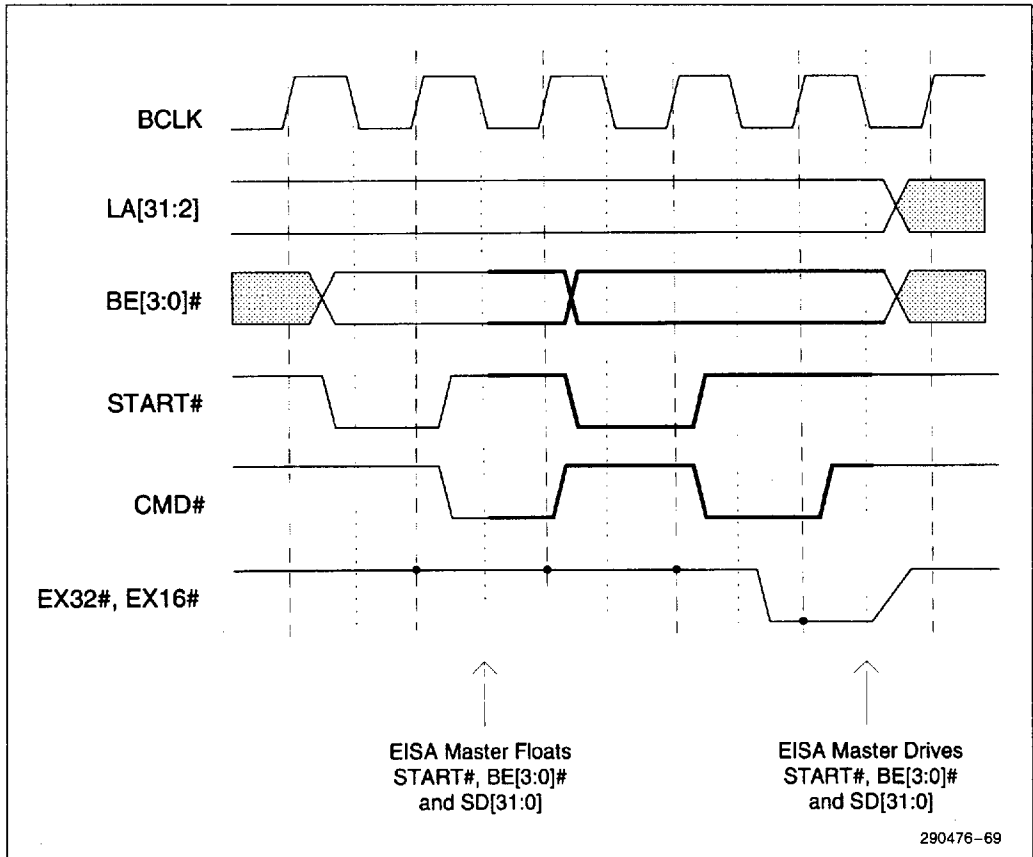 BCLK
LA[31:2]
BE[3:0]#
START#
CMD#
EX32#, EX16#
EISA Master Floats
START#, BE[3:0]#
and SD[31:0]
EISA Master Drives
START#, BE[3:0]#
and SD[31:0]
290476-69